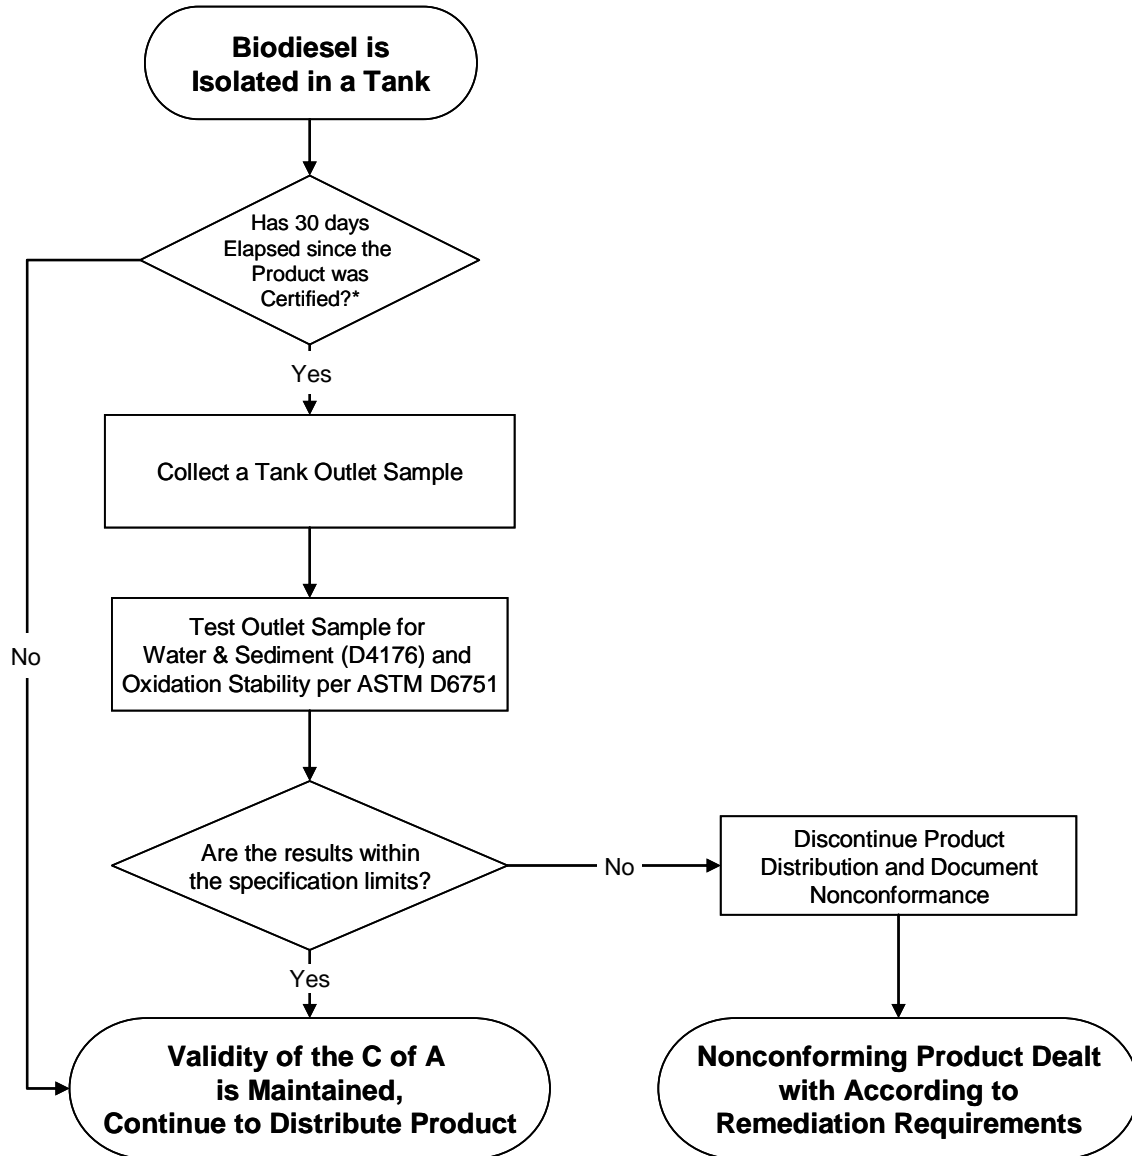 Biodiesel is
Isolated in a Tank
Has 30 days
Elapsed since the
Product was
Certified?*
Yes
Collect a Tank Outlet Sample
Test Outlet Sample for
Water & Sediment (D4176) and
Oxidation Stability per ASTM D6751
No
Are the results within
the specification limits?
No
Discontinue Product
Distribution and Document
Nonconformance
Yes
Validity of the C of A
is Maintained,
Continue to Distribute Product
Nonconforming Product Dealt
with According to
Remediation Requirements